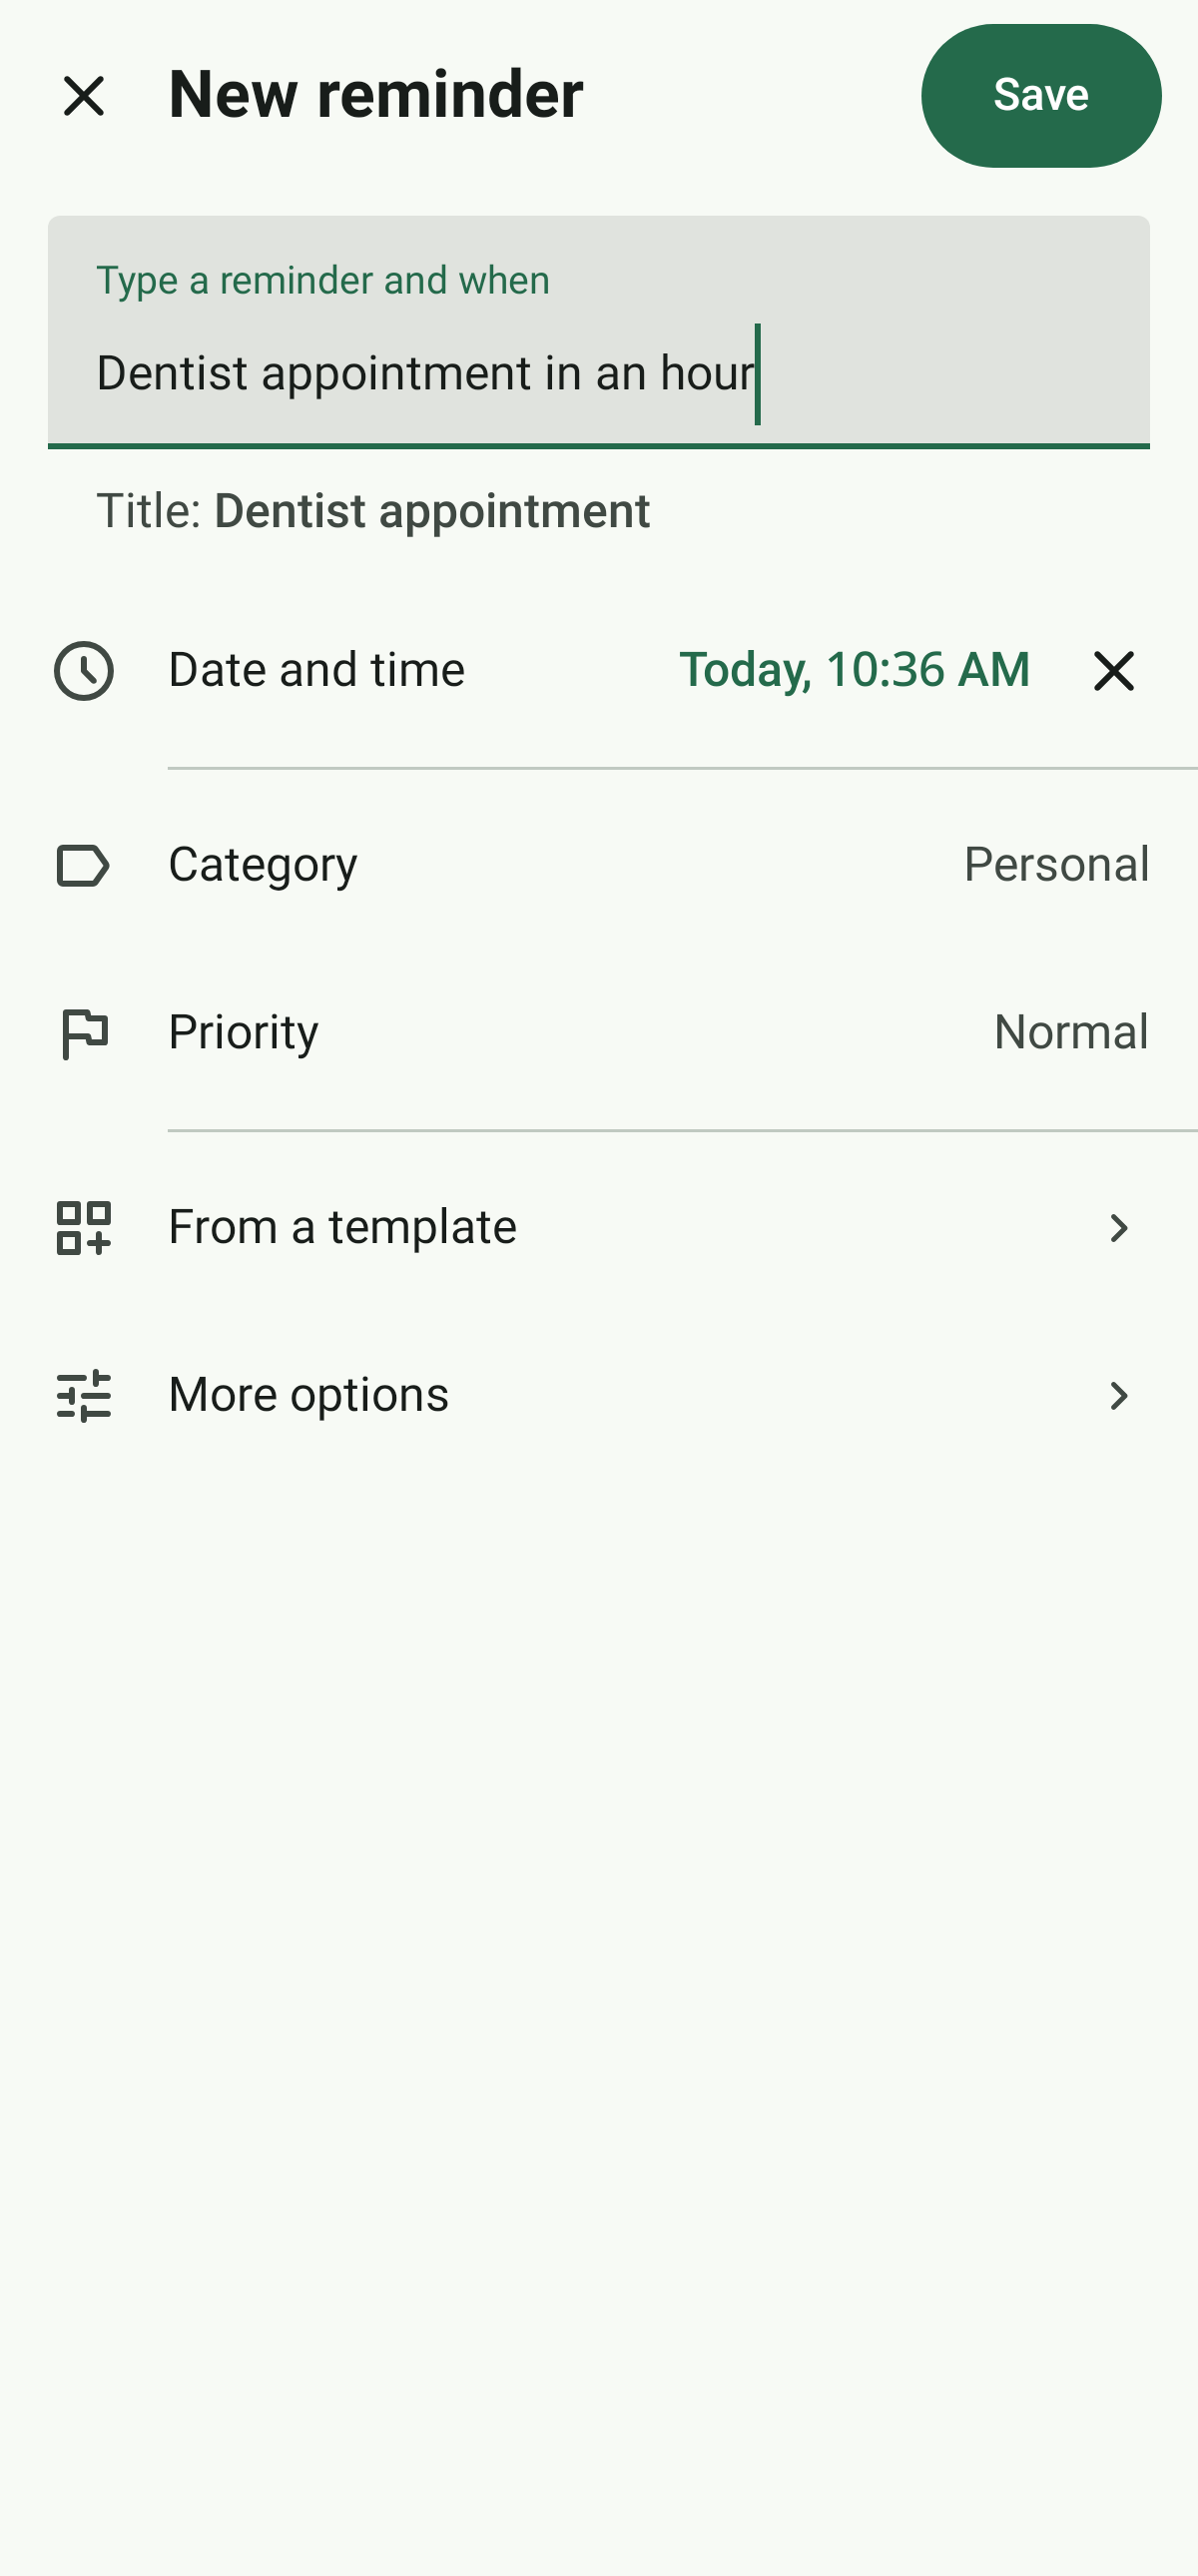 New reminder
Save
Type a reminder and when
Dentist appointment in an hour
Title: Dentist appointment
Date and time
Today, 10:36 AM
Category
Personal
Priority
Normal
From a template
More options